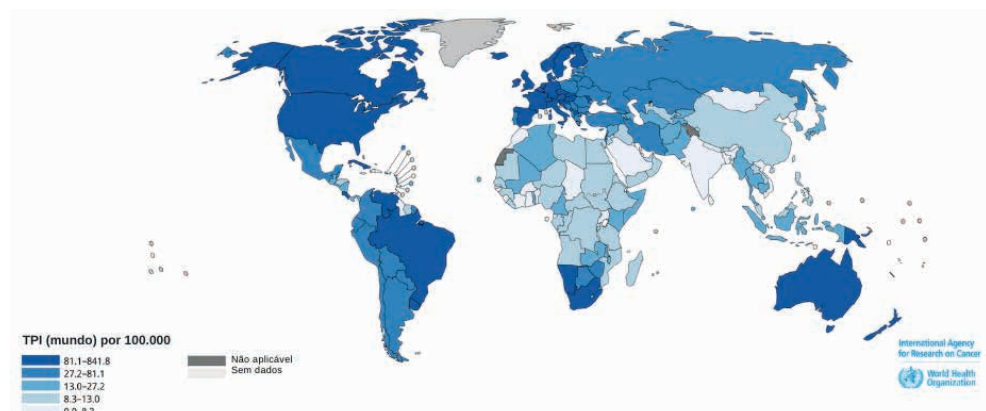 TPI (mundo) por 100.000
81.1–841.8
27.2–81.1
13.0–27.2
8.3–13.0
Não aplicável
Sem dados
International Agency
for Research on Cancer
World Health
Organization